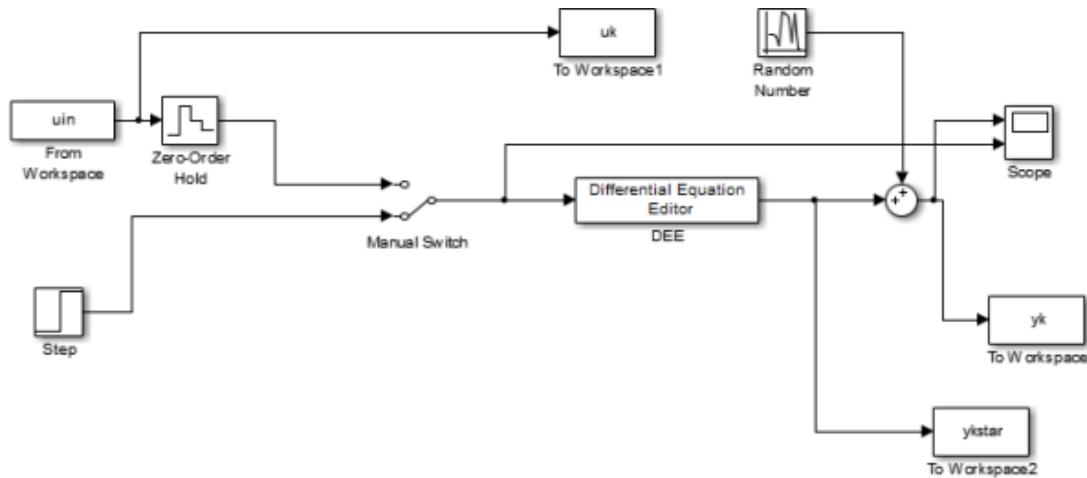 uk
To Workspace1
Random
Number
uin
From
Workspace
Zero-Order
Hold
Scope
Manual Switch
Differential Equation
Editor
DEE
Step
yk
To Workspace
ykstar
To Workspace2